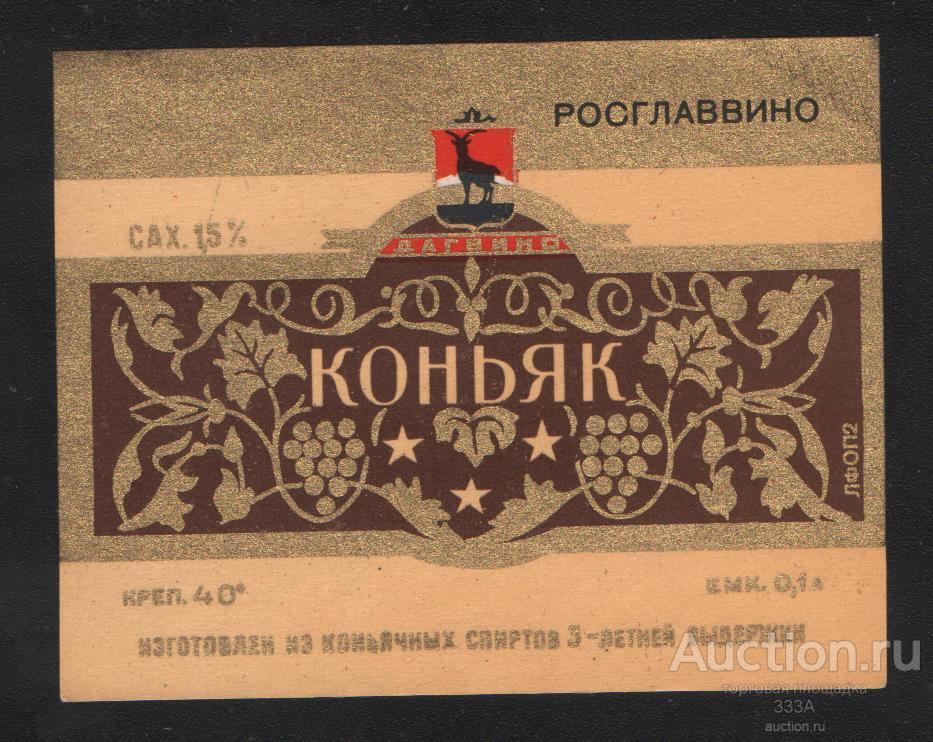 РОСГЛАВВИНО
САХ. 1,5%
ДАГВИНО
КОНЬЯК
ЛФОП2
КРЕП. 40°
ЕМК. 0,1 л
ИЗГОТОВЛЕН ИЗ КОНЬЯЧНЫХ СПИРТОВ 3-ЛЕТНЕЙ ВЫДЕРЖКИ
Auction.ru
торговая площадка
333А
auction.ru